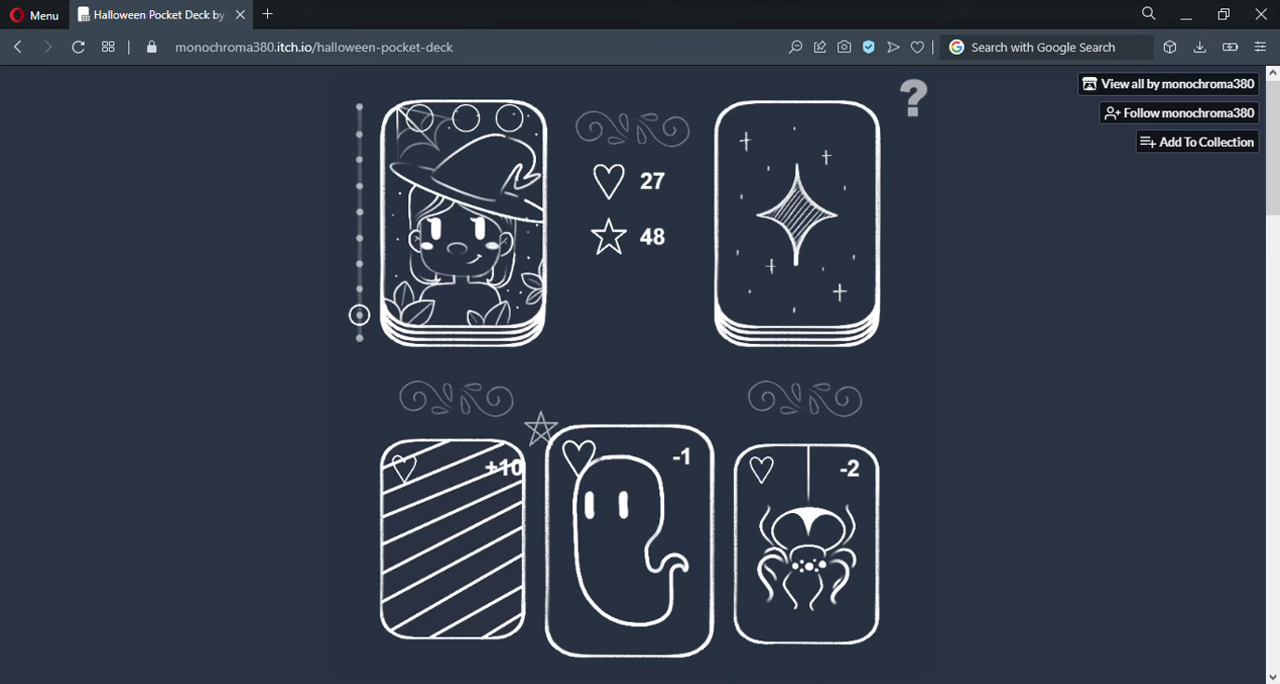 Menu
Halloween Pocket Deck by
monochroma380.itch.io/halloween-pocket-deck
Search with Google Search
View all by monochroma380
Follow monochroma380
Add To Collection
?
27
48
+10
-1
-2